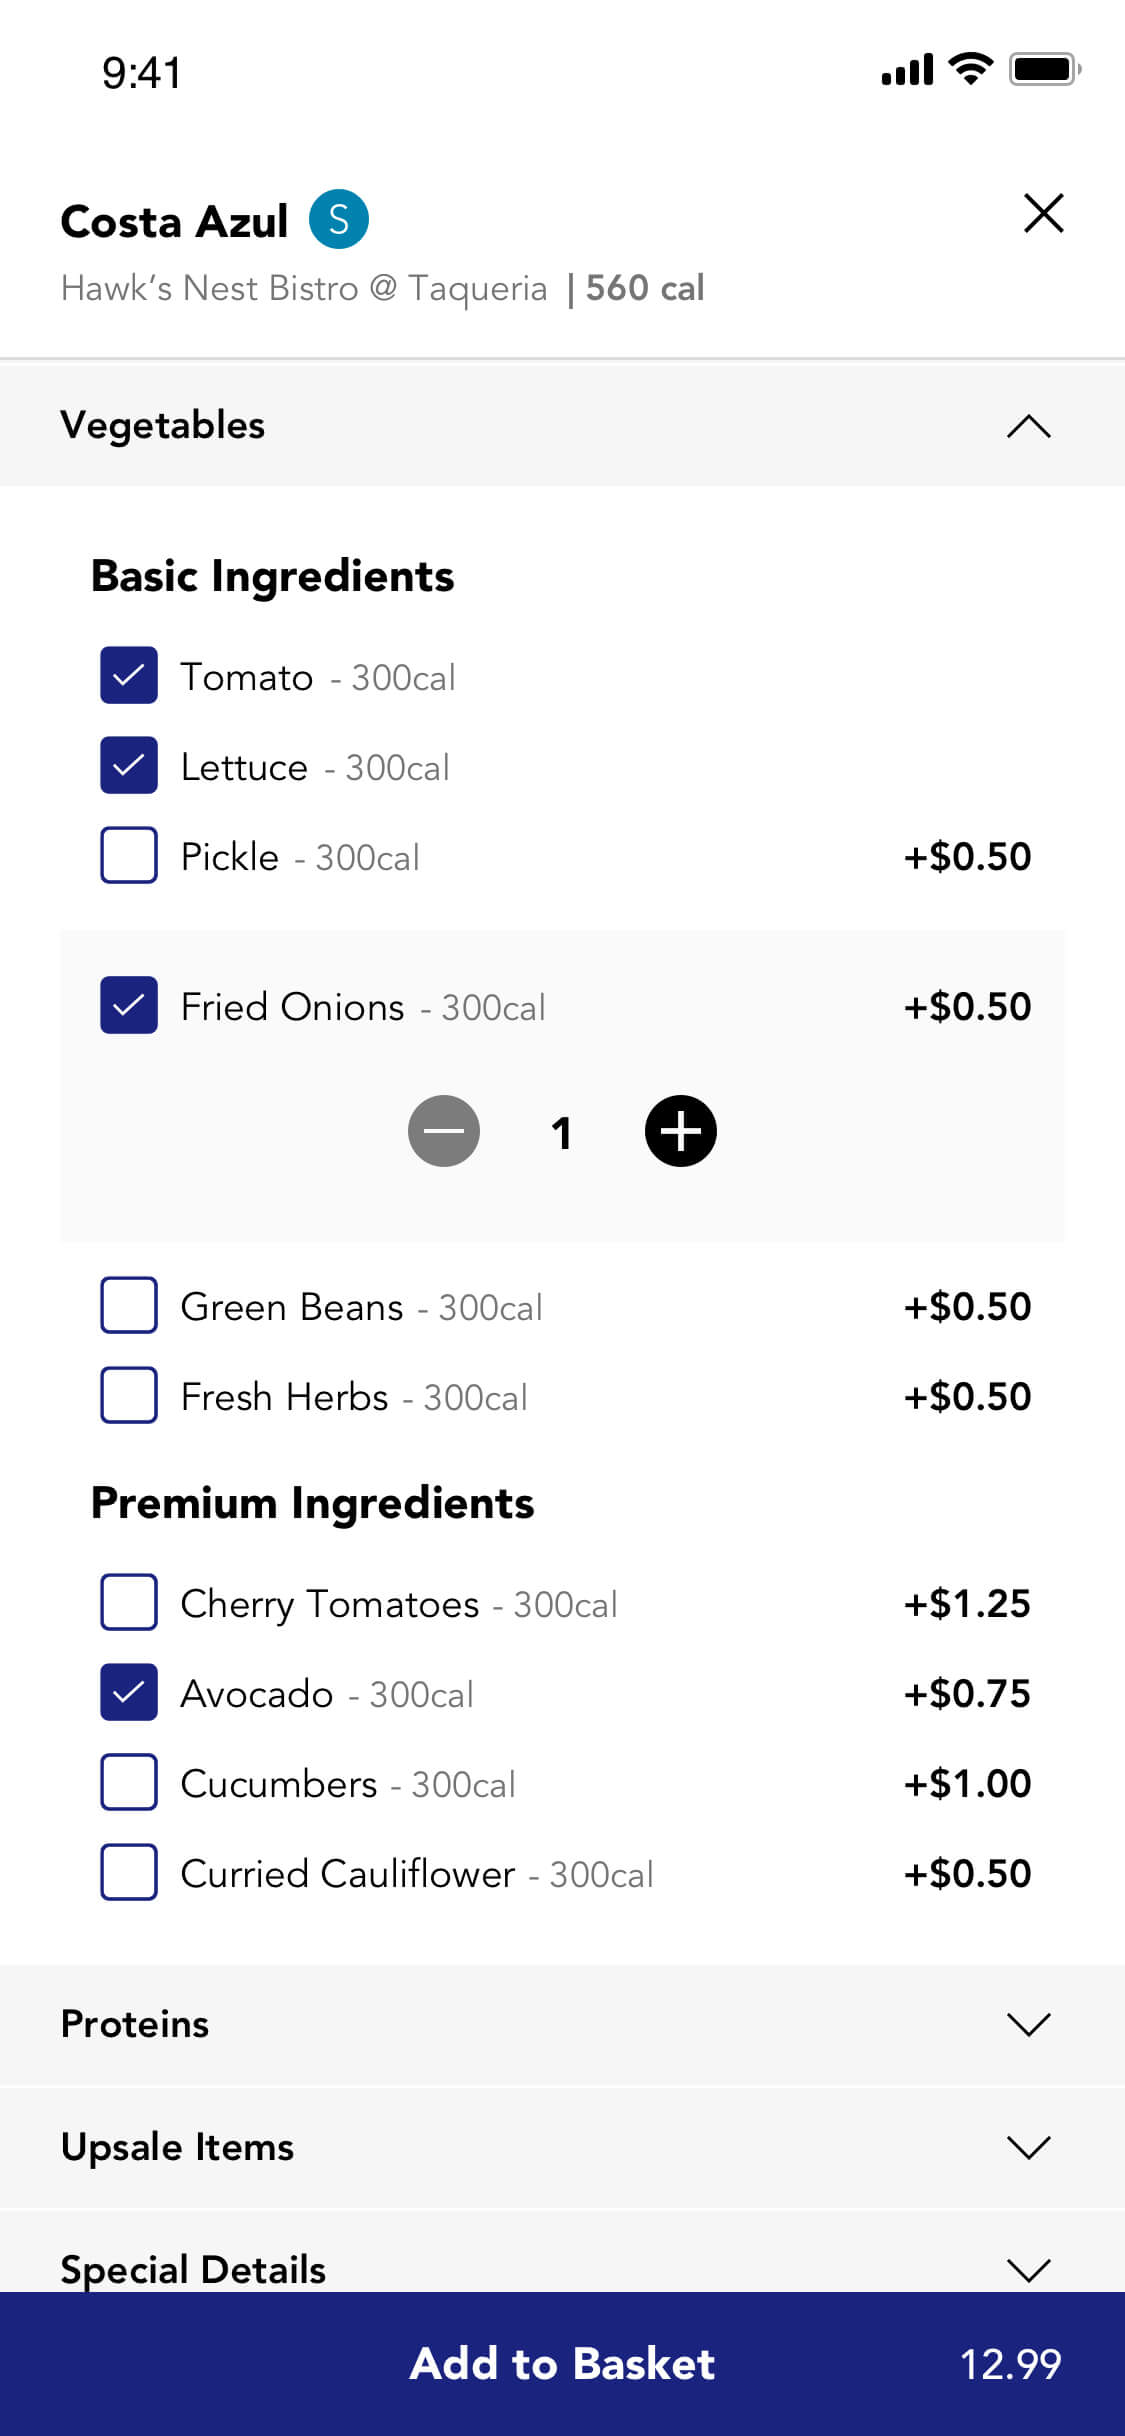 9:41
Costa Azul S
Hawk’s Nest Bistro @ Taqueria | 560 cal
Vegetables
Basic Ingredients
Tomato - 300cal
Lettuce - 300cal
Pickle - 300cal +$0.50
Fried Onions - 300cal +$0.50
1
Green Beans - 300cal +$0.50
Fresh Herbs - 300cal +$0.50
Premium Ingredients
Cherry Tomatoes - 300cal +$1.25
Avocado - 300cal +$0.75
Cucumbers - 300cal +$1.00
Curried Cauliflower - 300cal +$0.50
Proteins
Upsale Items
Special Details
Add to Basket 12.99